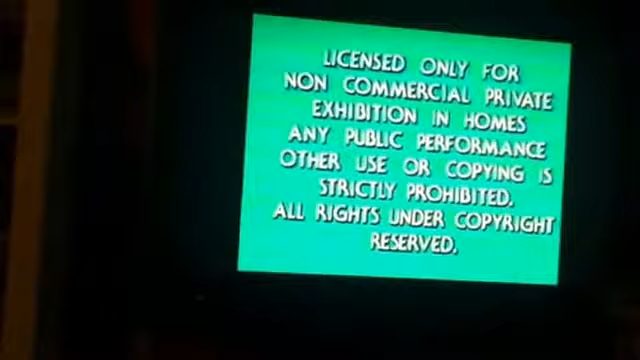 LICENSED ONLY FOR
NON COMMERCIAL PRIVATE
EXHIBITION IN HOMES
ANY PUBLIC PERFORMANCE
OTHER USE OR COPYING IS
STRICTLY PROHIBITED.
ALL RIGHTS UNDER COPYRIGHT
RESERVED.